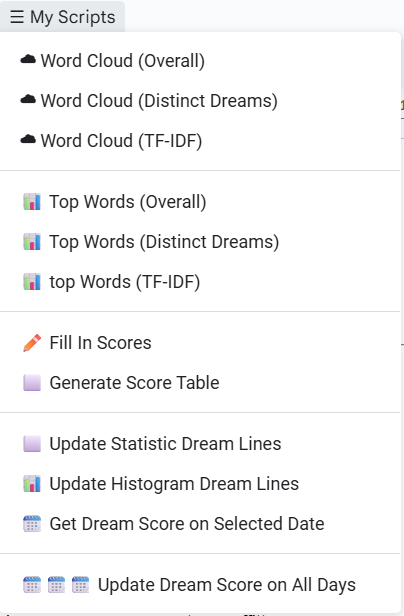 ☰ My Scripts
Word Cloud (Overall)
Word Cloud (Distinct Dreams)
Word Cloud (TF-IDF)
Top Words (Overall)
Top Words (Distinct Dreams)
top Words (TF-IDF)
Fill In Scores
Generate Score Table
Update Statistic Dream Lines
Update Histogram Dream Lines
Get Dream Score on Selected Date
Update Dream Score on All Days